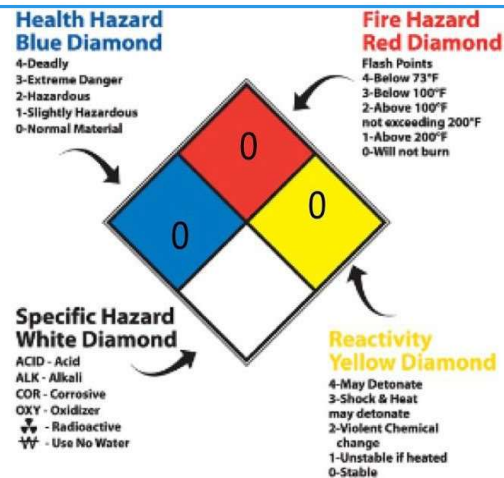 Health Hazard
Blue Diamond
4-Deadly
3-Extreme Danger
2-Hazardous
1-Slightly Hazardous
0-Normal Material
Fire Hazard
Red Diamond
Flash Points
4-Below 73°F
3-Below 100°F
2-Above 100°F
not exceeding 200°F
1-Above 200°F
0-Will not burn
0
0
0
Specific Hazard
White Diamond
ACID - Acid
ALK - Alkali
COR - Corrosive
OXY - Oxidizer
☢ - Radioactive
W - Use No Water
Reactivity
Yellow Diamond
4-May Detonate
3-Shock & Heat
may detonate
2-Violent Chemical
change
1-Unstable if heated
0-Stable